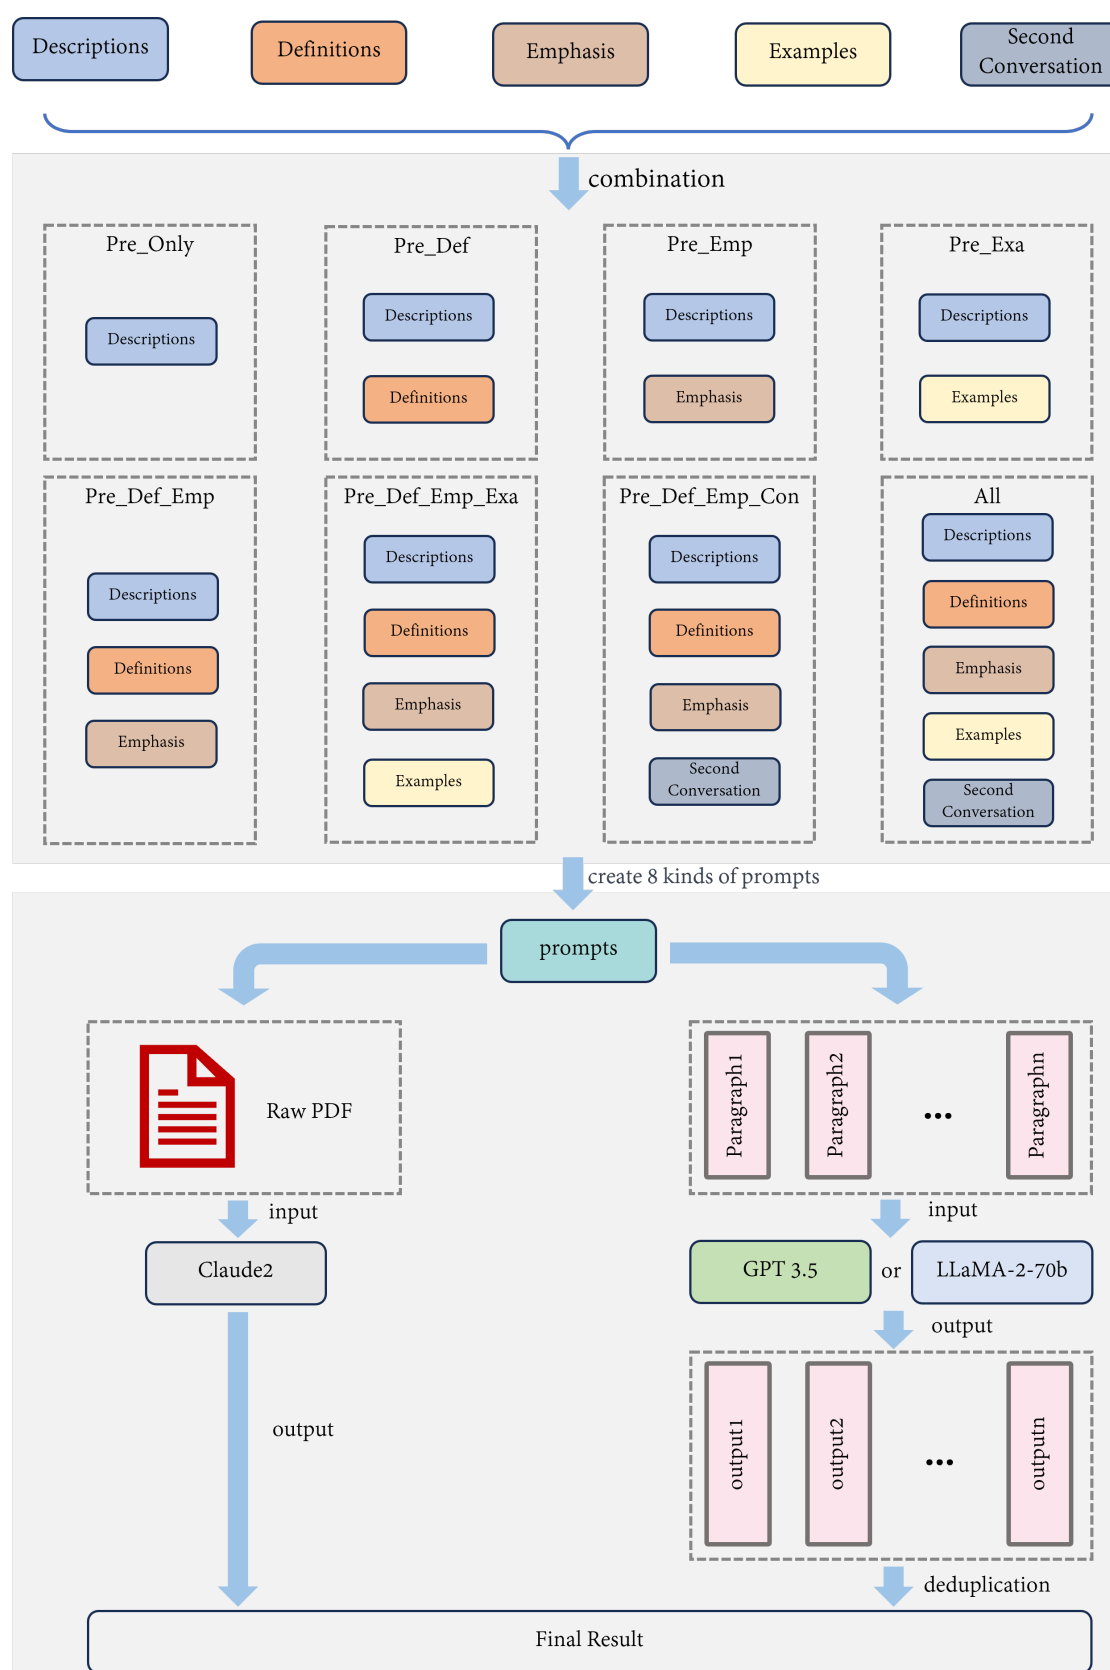 Descriptions
Definitions
Emphasis
Examples
Second
Conversation
combination
Pre_Only
Descriptions
Pre_Def
Descriptions
Definitions
Pre_Emp
Descriptions
Emphasis
Pre_Exa
Descriptions
Examples
Pre_Def_Emp
Descriptions
Definitions
Emphasis
Pre_Def_Emp_Exa
Descriptions
Definitions
Emphasis
Examples
Pre_Def_Emp_Con
Descriptions
Definitions
Emphasis
Second
Conversation
All
Descriptions
Definitions
Emphasis
Examples
Second
Conversation
create 8 kinds of prompts
prompts
Raw PDF
input
Claude2
output
Paragraph1
Paragraph2
...
Paragraphn
input
GPT 3.5
or
LLaMA-2-70b
output
output1
output2
...
outputn
deduplication
Final Result